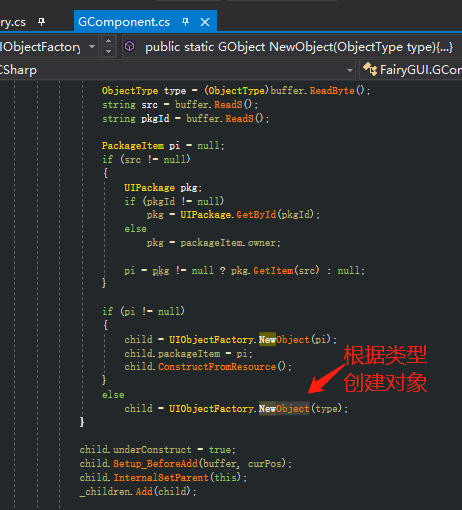 ry.cs
GComponent.cs
UIObjectFactory
public static GObject NewObject(ObjectType type){...}
CSharp
FairyGUI.GCom
ObjectType type = (ObjectType)buffer.ReadByte();
string src = buffer.ReadS();
string pkgId = buffer.ReadS();
PackageItem pi = null;
if (src != null)
{
UIPackage pkg;
if (pkgId != null)
pkg = UIPackage.GetById(pkgId);
else
pkg = packageItem.owner;
pi = pkg != null ? pkg.GetItem(src) : null;
}
if (pi != null)
{
child = UIObjectFactory.NewObject(pi);
child.packageItem = pi;
child.ConstructFromResource();
}
else
child = UIObjectFactory.NewObject(type);
}
根据类型
创建对象
child.underConstruct = true;
child.Setup_BeforeAdd(buffer, curPos);
child.InternalSetParent(this);
_children.Add(child);